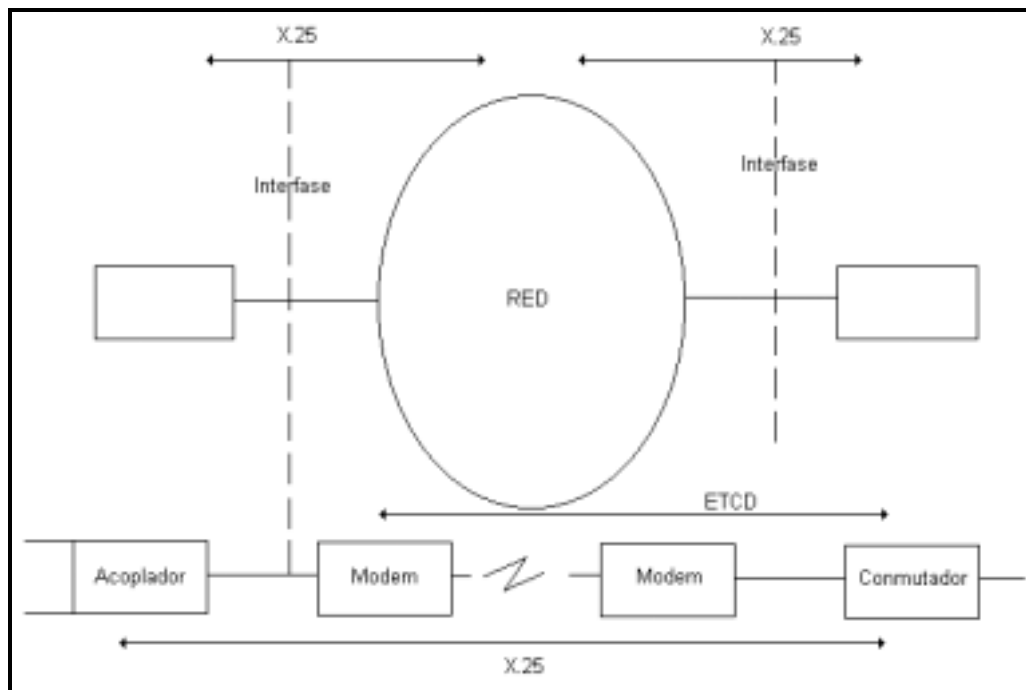 X.25
X.25
Interfase
Interfase
RED
ETCD
Acoplador
Modem
Modem
Conmutador
X.25